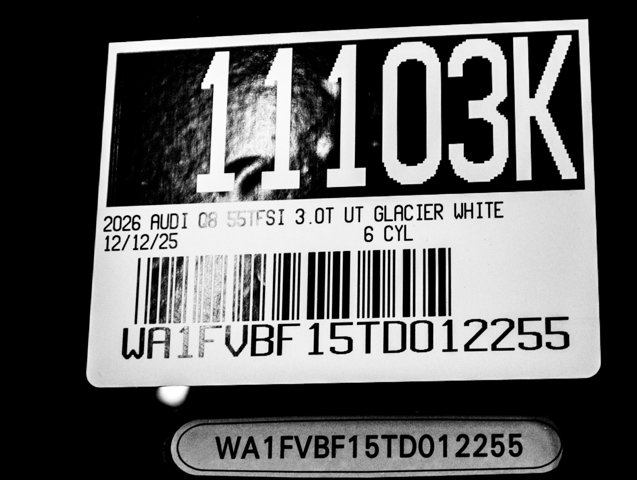 11103K
2026 AUDI Q8 55TFSI 3.0T UT GLACIER WHITE
12/12/25 6 CYL
WA1FVBF15TD012255
WA1FVBF15TD012255